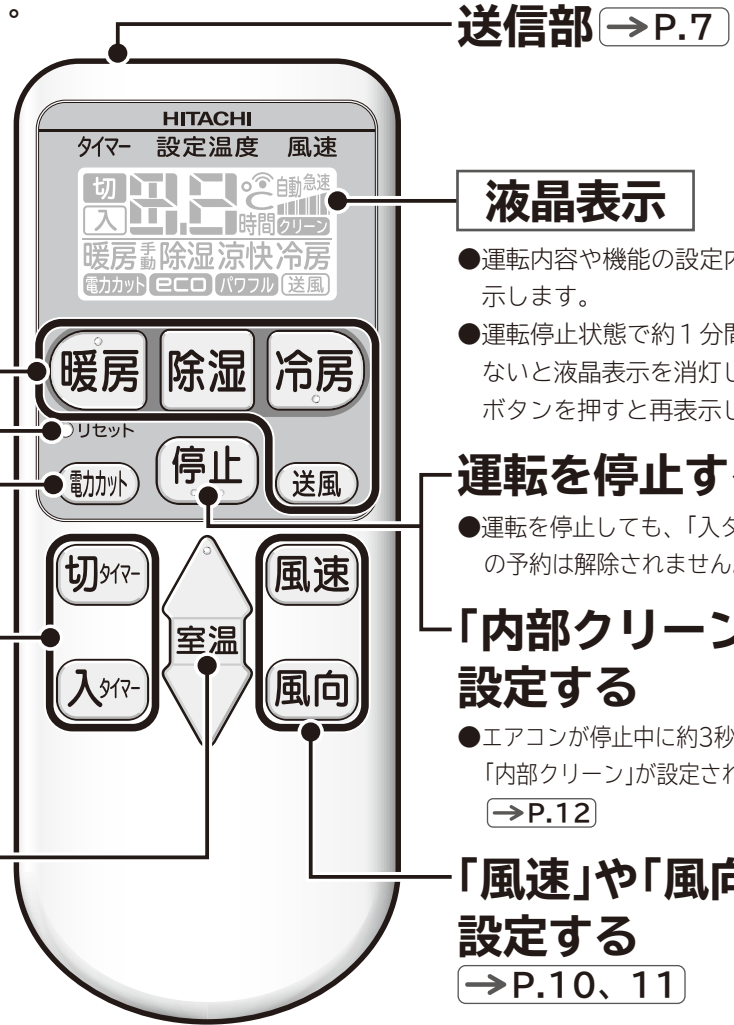 。
送信部→P.7
HITACHI
タイマー 設定温度 風速
切 8.8℃ 自動 急速
入 時間 クリーン
暖房 手動 除湿 涼快 冷房
電力カット eco パワフル 送風
暖房 除湿 冷房
リセット
電力カット 停止 送風
切タイマー 風速
室温
入タイマー 風向
液晶表示
●運転内容や機能の設定内
示します。
●運転停止状態で約1分間
ないと液晶表示を消灯し
ボタンを押すと再表示し
運転を停止す
●運転を停止しても、「入タ
の予約は解除されません
「内部クリーン
設定する
●エアコンが停止中に約3秒
「内部クリーン」が設定され
→P.12
「風速」や「風向
設定する
→P.10、11